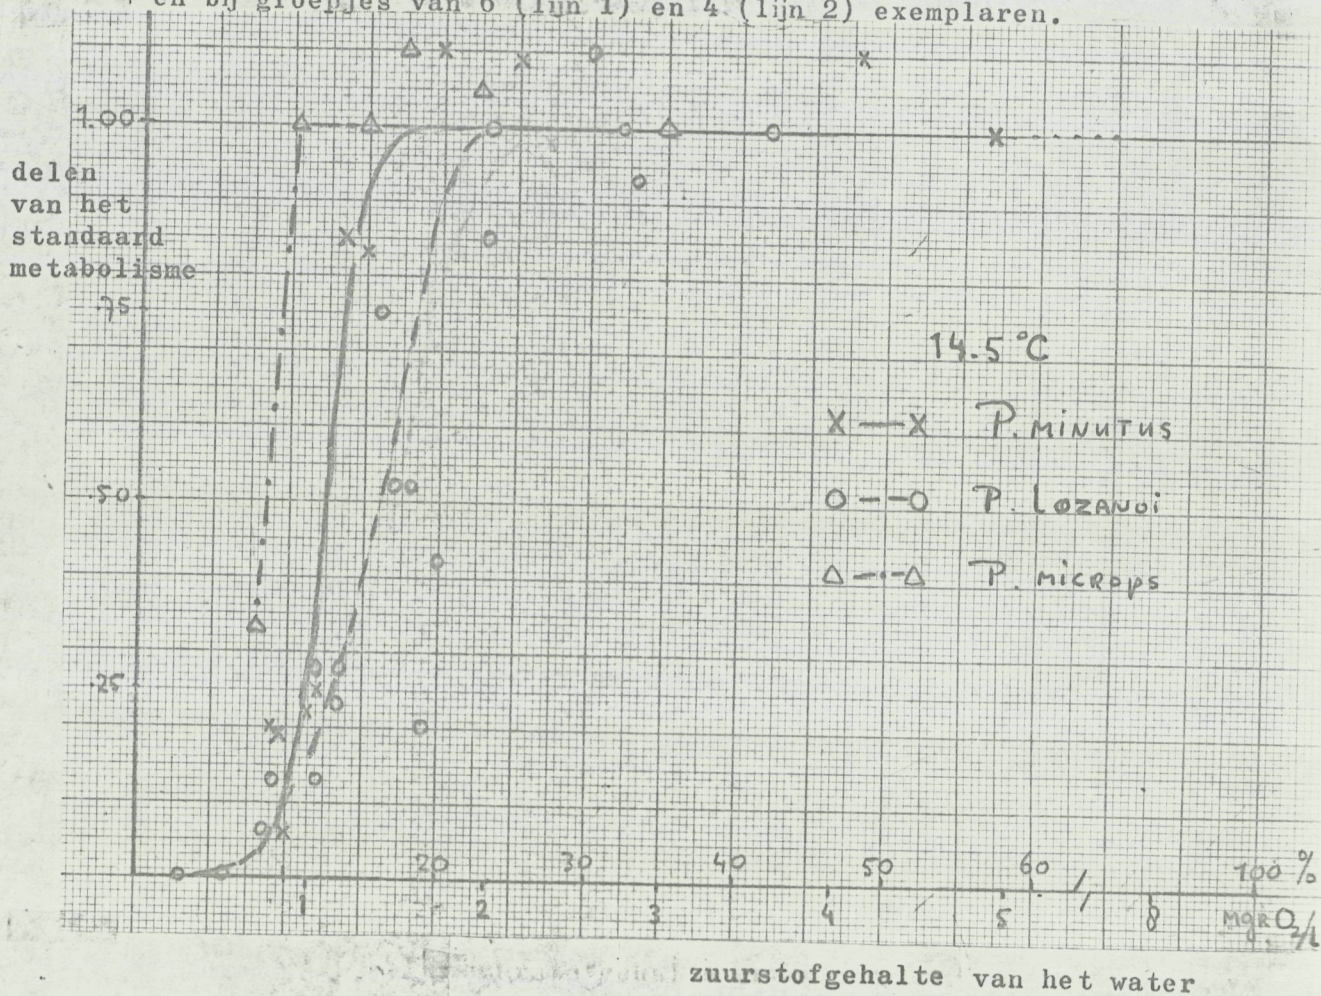 en bij groepjes van 6 (lijn 1) en 4 (lijn 2) exemplaren.
1.00
delen
van het
standaard
metabolisme
.75
14.5 °C
X — X P. MINUTUS
.50
O - - O P. LOZANOi
△ - · - △ P. MICROPS
.25
20 30 40 50 60 100 %
1 2 3 4 5 8 MGR O2/L
zuurstofgehalte van het water